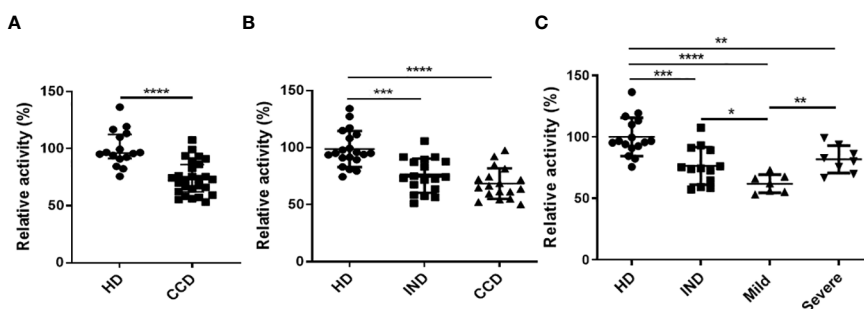 A
Relative activity (%)
150
100
50
0
****
HD
CCD
B
Relative activity (%)
150
100
50
0
****
***
HD
IND
CCD
C
Relative activity (%)
150
100
50
0
**
****
***
*
**
HD
IND
Mild
Severe